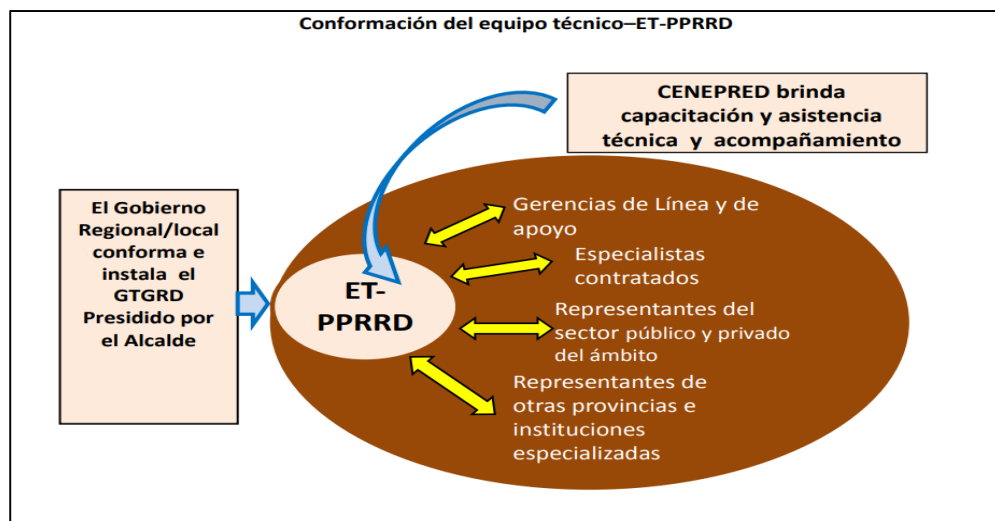 Conformación del equipo técnico–ET-PPRRD
CENEPRED brinda
capacitación y asistencia
técnica y acompañamiento
El Gobierno
Regional/local
conforma e
instala el
GTGRD
Presidido por
el Alcalde
ET-
PPRRD
Gerencias de Línea y de
apoyo
Especialistas
contratados
Representantes del
sector público y privado
del ámbito
Representantes de
otras provincias e
instituciones
especializadas